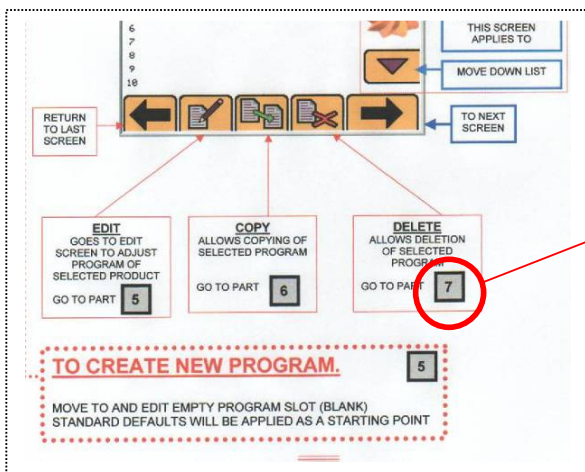 6
7
8
9
10
THIS SCREEN
APPLIES TO
MOVE DOWN LIST
RETURN
TO LAST
SCREEN
TO NEXT
SCREEN
EDIT
GOES TO EDIT
SCREEN TO ADJUST
PROGRAM OF
SELECTED PRODUCT
GO TO PART 5
COPY
ALLOWS COPYING OF
SELECTED PROGRAM
GO TO PART 6
DELETE
ALLOWS DELETION
OF SELECTED
PROGRAM
GO TO PART 7
TO CREATE NEW PROGRAM. 5
MOVE TO AND EDIT EMPTY PROGRAM SLOT (BLANK)
STANDARD DEFAULTS WILL BE APPLIED AS A STARTING POINT